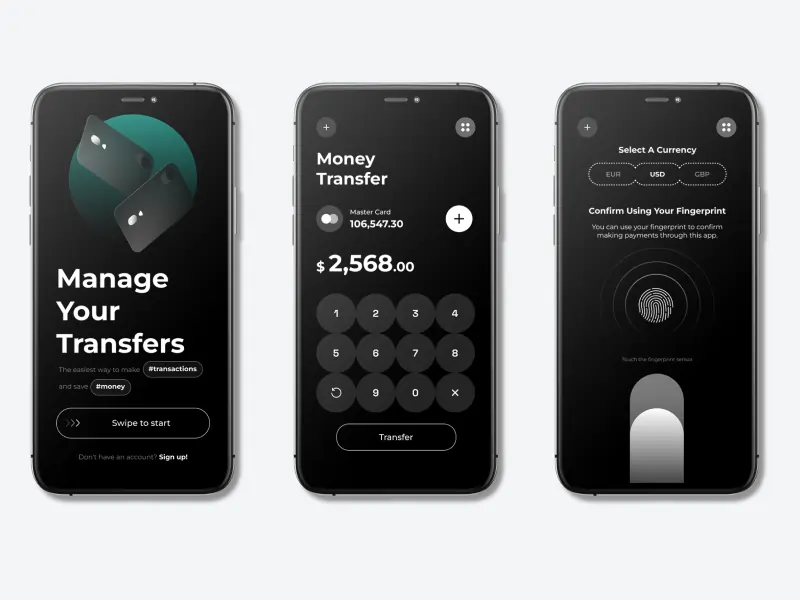 Manage
Your
Transfers
The easiest way to make #transactions
and save #money
Swipe to start
Don't have an account? Sign up!
Money
Transfer
Master Card
106,547.30
+
$ 2,568.00
1 2 3 4
5 6 7 8
9 0 ×
Transfer
Select A Currency
EUR USD GBP
Confirm Using Your Fingerprint
You can use your fingerprint to confirm
making payments through this app.
Touch the fingerprint sensor